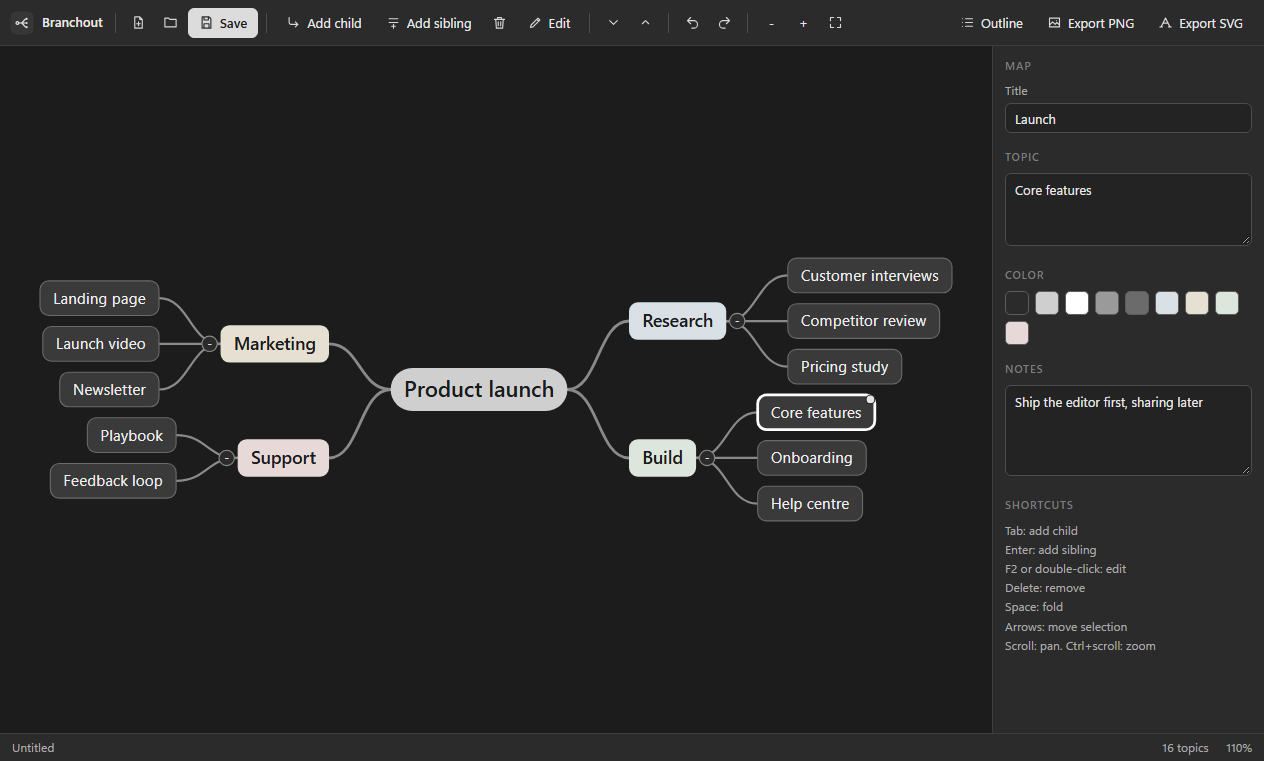 Branchout
Save
Add child
Add sibling
Edit
-
+
Outline
Export PNG
Export SVG
Landing page
Launch video
Newsletter
Playbook
Feedback loop
-
Marketing
-
Support
Product launch
Research
-
Build
-
Customer interviews
Competitor review
Pricing study
Core features
Onboarding
Help centre
MAP
Title
Launch
TOPIC
Core features
COLOR
NOTES
Ship the editor first, sharing later
SHORTCUTS
Tab: add child
Enter: add sibling
F2 or double-click: edit
Delete: remove
Space: fold
Arrows: move selection
Scroll: pan. Ctrl+scroll: zoom
Untitled
16 topics
110%